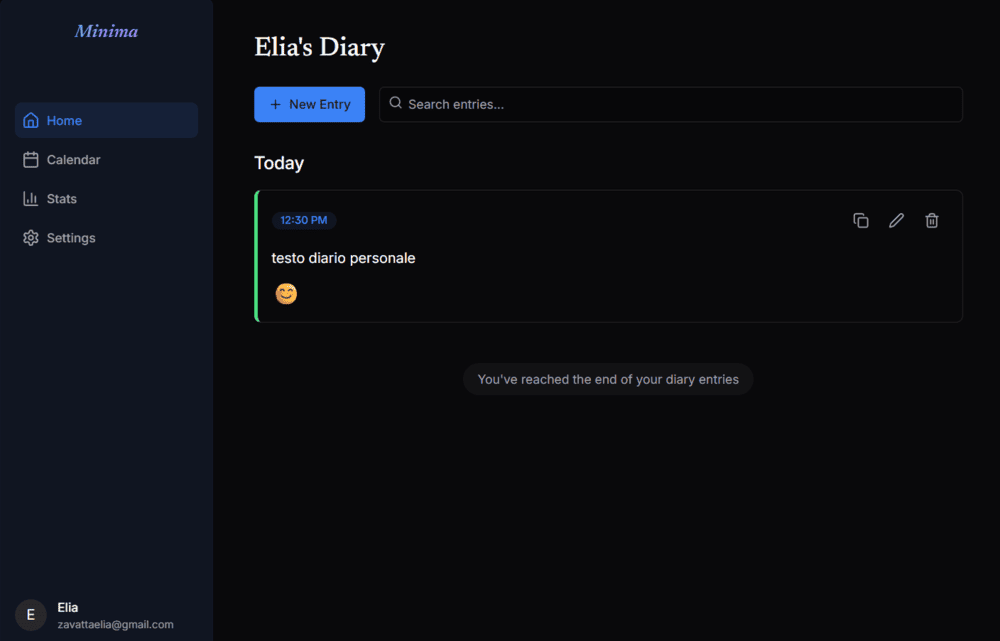 Minima
Home
Calendar
Stats
Settings
Elia
zavattaelia@gmail.com
Elia's Diary
+ New Entry
Search entries...
Today
12:30 PM
testo diario personale
😊
You've reached the end of your diary entries
E